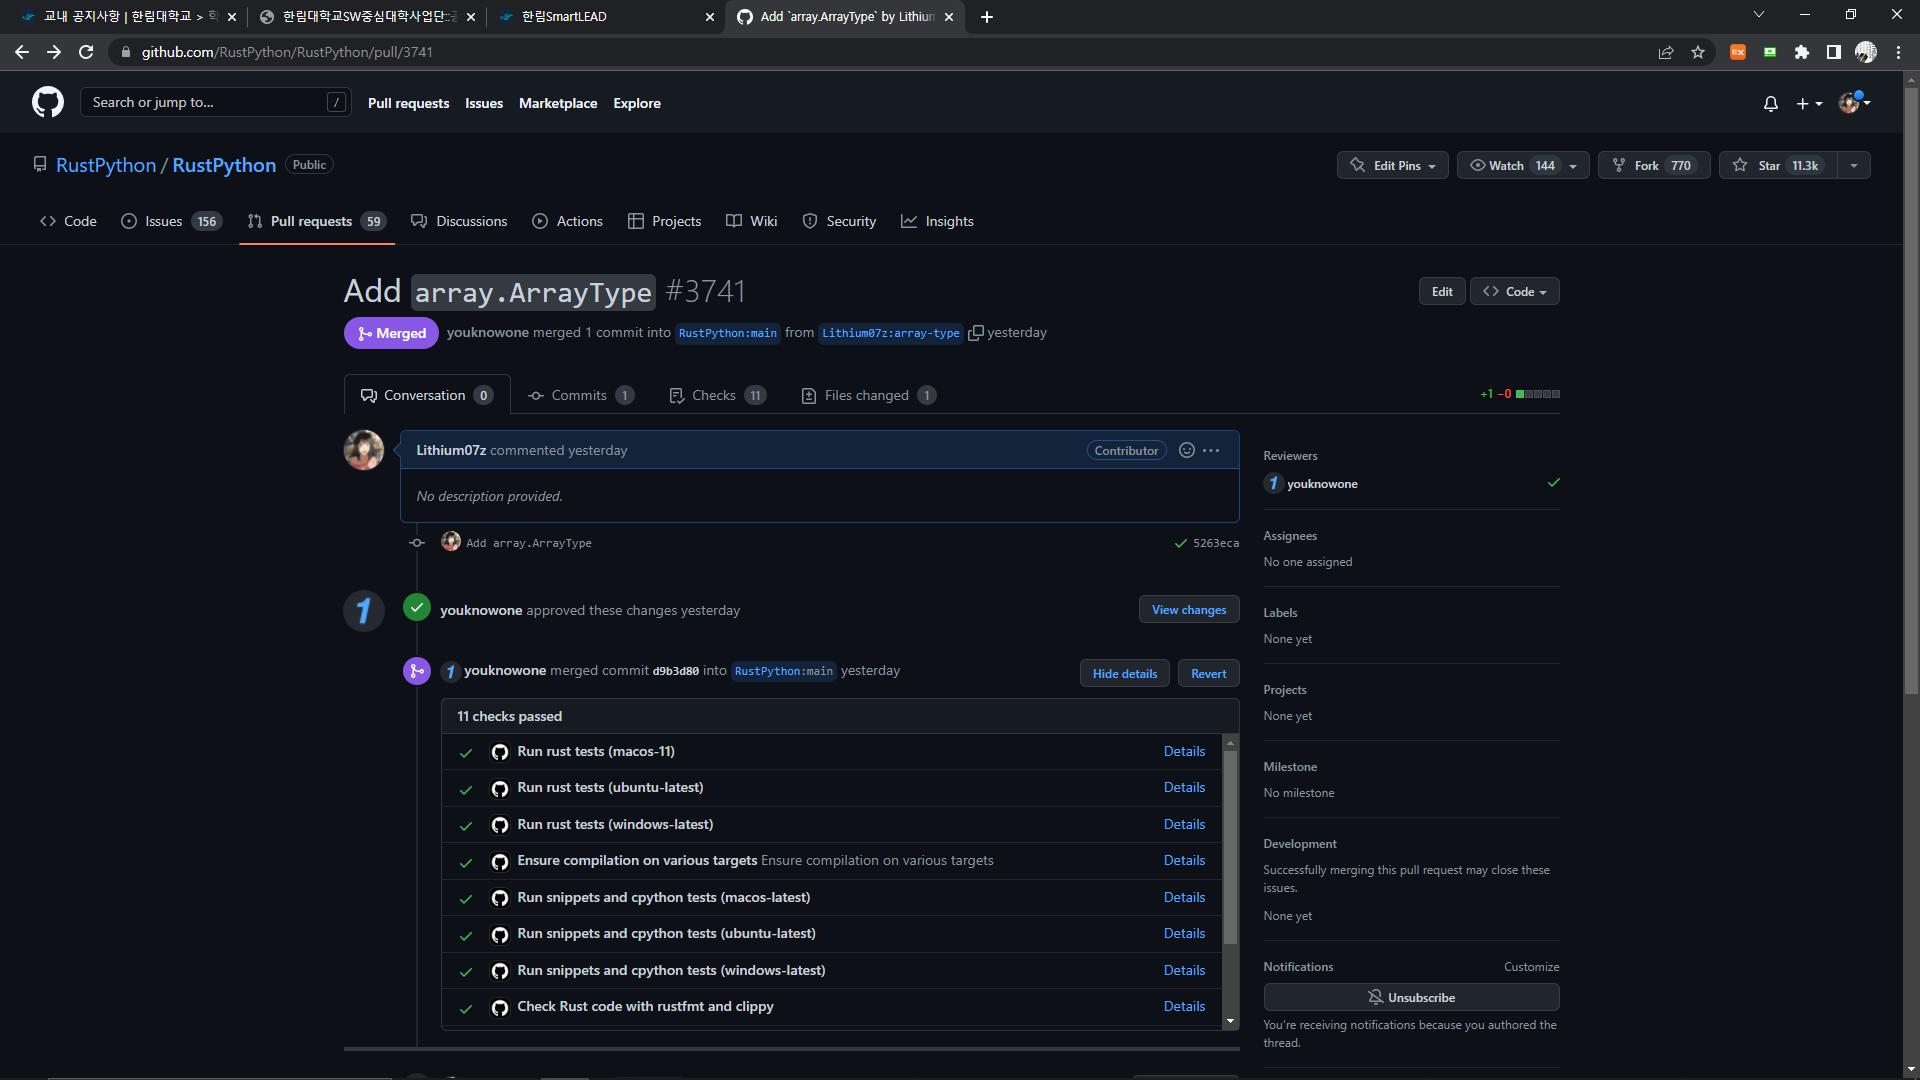 교내 공지사항 | 한림대학교 > 학
한림대학교SW중심대학사업단::공
한림SmartLEAD
Add `array.ArrayType` by Lithium
github.com/RustPython/RustPython/pull/3741
Search or jump to... /
Pull requests Issues Marketplace Explore
RustPython / RustPython Public
Edit Pins Watch 144 Fork 770 Star 11.3k
Code Issues 156 Pull requests 59 Discussions Actions Projects Wiki Security Insights
Add array.ArrayType #3741
Edit <> Code
Merged youknowone merged 1 commit into RustPython:main from Lithium07z:array-type yesterday
Conversation 0 Commits 1 Checks 11 Files changed 1
+1 −0
Lithium07z commented yesterday Contributor ...
No description provided.
Add array.ArrayType 5263eca
youknowone approved these changes yesterday View changes
youknowone merged commit d9b3d80 into RustPython:main yesterday Hide details Revert
11 checks passed
Run rust tests (macos-11) Details
Run rust tests (ubuntu-latest) Details
Run rust tests (windows-latest) Details
Ensure compilation on various targets Ensure compilation on various targets Details
Run snippets and cpython tests (macos-latest) Details
Run snippets and cpython tests (ubuntu-latest) Details
Run snippets and cpython tests (windows-latest) Details
Check Rust code with rustfmt and clippy Details
Reviewers
youknowone
Assignees
No one assigned
Labels
None yet
Projects
None yet
Milestone
No milestone
Development
Successfully merging this pull request may close these
issues.
None yet
Notifications Customize
Unsubscribe
You're receiving notifications because you authored the
thread.